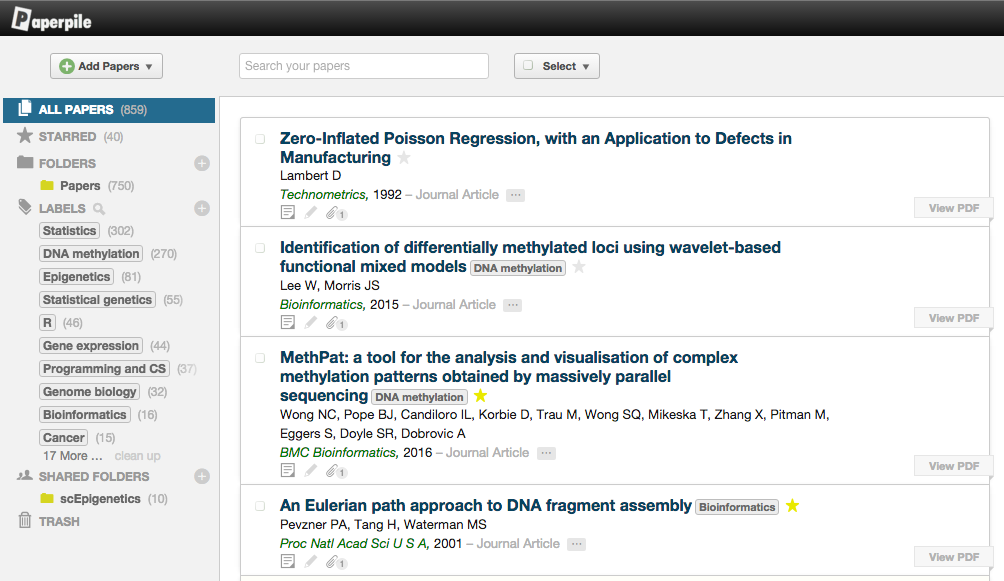 Paperpile
Add Papers ▼
Search your papers
Select ▼
ALL PAPERS (859)
STARRED (40)
FOLDERS
Papers (750)
LABELS
Statistics (302)
DNA methylation (270)
Epigenetics (81)
Statistical genetics (55)
R (46)
Gene expression (44)
Programming and CS (37)
Genome biology (32)
Bioinformatics (16)
Cancer (15)
17 More ... clean up
SHARED FOLDERS
scEpigenetics (10)
TRASH
Zero-Inflated Poisson Regression, with an Application to Defects in
Manufacturing
Lambert D
Technometrics, 1992 – Journal Article ...
1
View PDF
Identification of differentially methylated loci using wavelet-based
functional mixed models DNA methylation
Lee W, Morris JS
Bioinformatics, 2015 – Journal Article ...
1
View PDF
MethPat: a tool for the analysis and visualisation of complex
methylation patterns obtained by massively parallel
sequencing DNA methylation
Wong NC, Pope BJ, Candiloro IL, Korbie D, Trau M, Wong SQ, Mikeska T, Zhang X, Pitman M,
Eggers S, Doyle SR, Dobrovic A
BMC Bioinformatics, 2016 – Journal Article ...
1
View PDF
An Eulerian path approach to DNA fragment assembly Bioinformatics
Pevzner PA, Tang H, Waterman MS
Proc Natl Acad Sci U S A, 2001 – Journal Article ...
1
View PDF